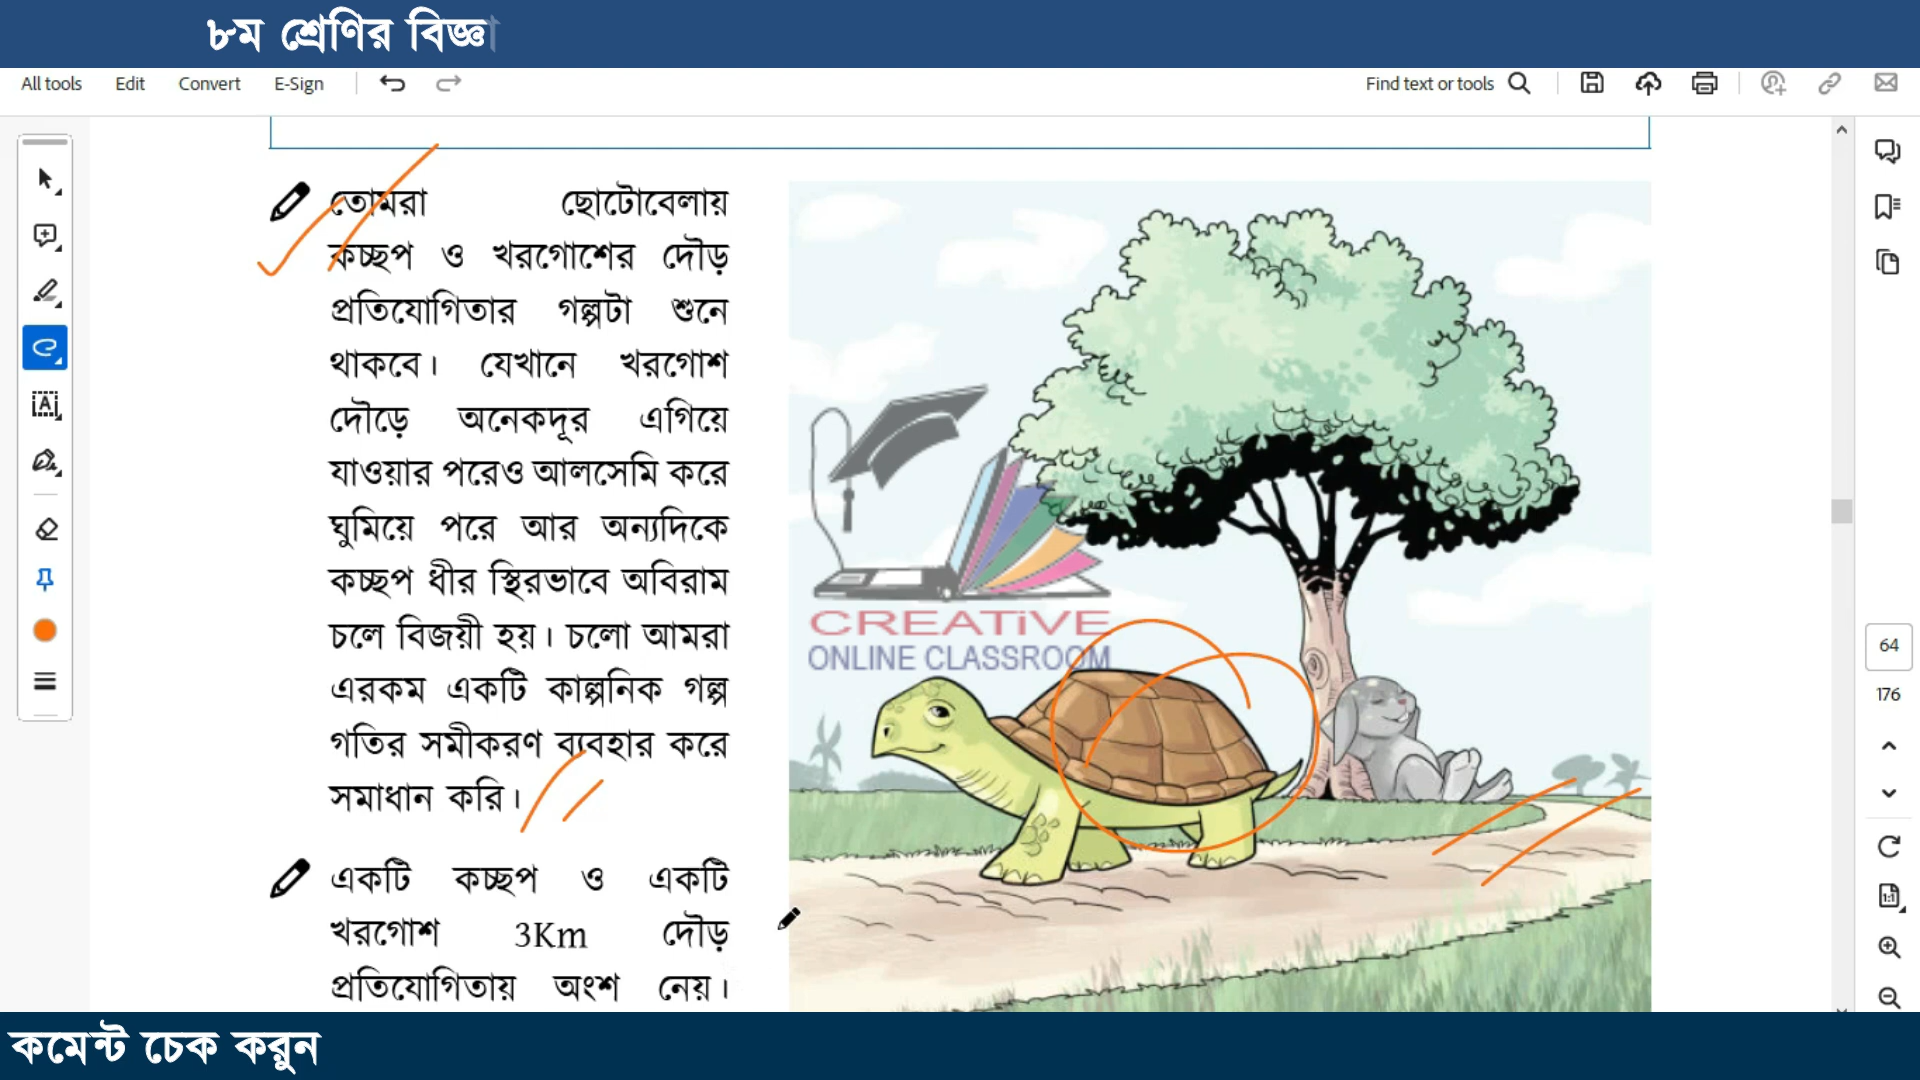 ৮ম শ্রেণির বিজ্ঞা
All tools Edit Convert E-Sign Find text or tools
তোমরা ছোটোবেলায়
কচ্ছপ ও খরগোশের দৌড়
প্রতিযোগিতার গল্পটা শুনে
থাকবে। যেখানে খরগোশ
দৌড়ে অনেকদূর এগিয়ে
যাওয়ার পরেও আলসেমি করে
ঘুমিয়ে পরে আর অন্যদিকে
কচ্ছপ ধীর স্থিরভাবে অবিরাম
চলে বিজয়ী হয়। চলো আমরা
এরকম একটি কাল্পনিক গল্প
গতির সমীকরণ ব্যবহার করে
সমাধান করি।
একটি কচ্ছপ ও একটি
খরগোশ 3Km দৌড়
প্রতিযোগিতায় অংশ নেয়।
CREATiVE
ONLINE CLASSROOM
64
176
কমেন্ট চেক করুন